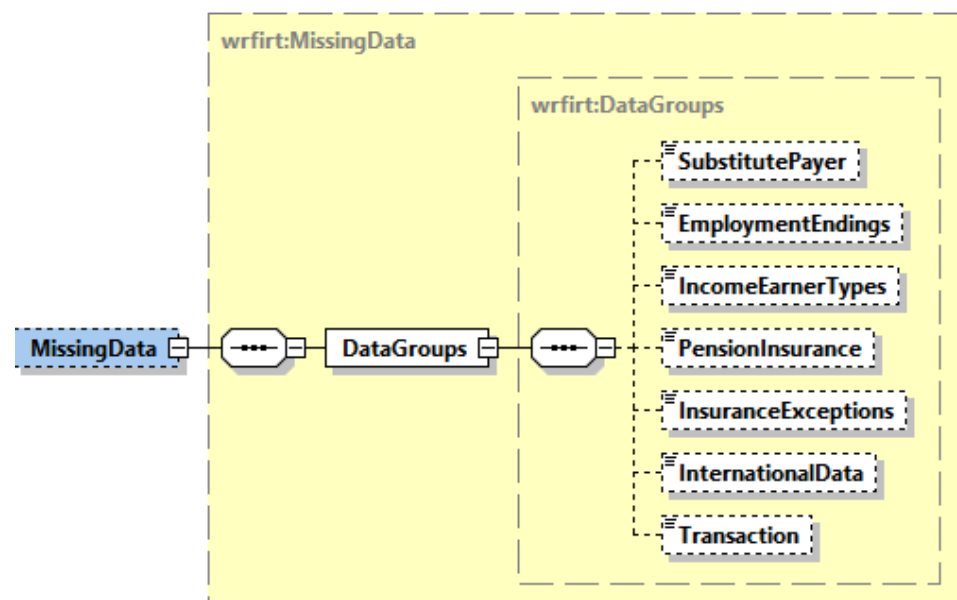 wrfirt:MissingData
wrfirt:DataGroups
SubstitutePayer
EmploymentEndings
IncomeEarnerTypes
MissingData
DataGroups
PensionInsurance
InsuranceExceptions
InternationalData
Transaction